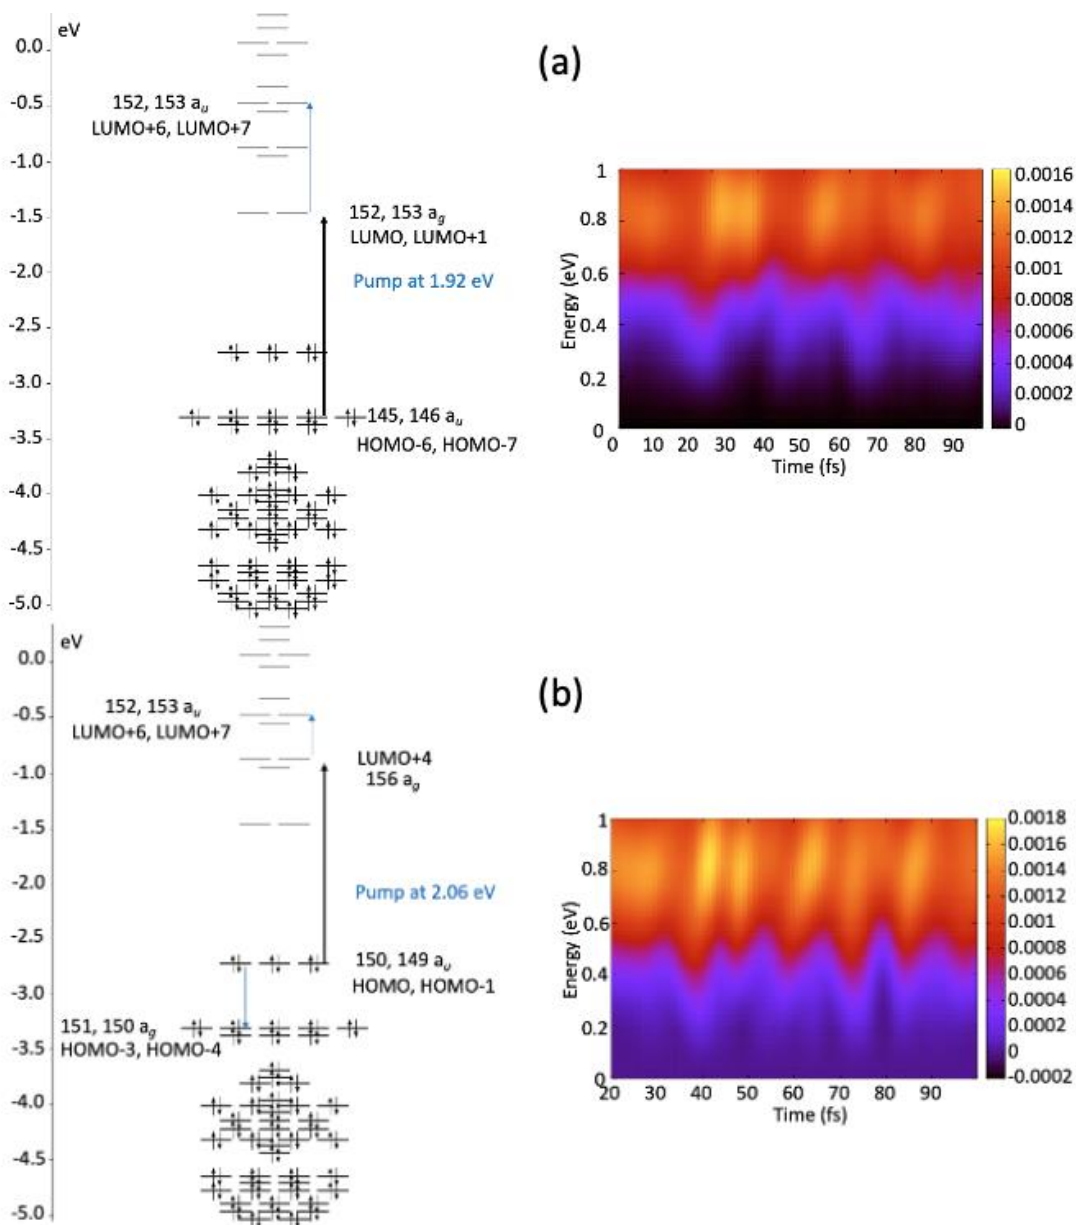 eV
0.0
-0.5
-1.0
-1.5
-2.0
-2.5
-3.0
-3.5
-4.0
-4.5
-5.0
152, 153 aᵤ
LUMO+6, LUMO+7
152, 153 a_g
LUMO, LUMO+1
Pump at 1.92 eV
145, 146 aᵤ
HOMO-6, HOMO-7
(a)
Energy (eV)
1
0.8
0.6
0.4
0.2
0
0 10 20 30 40 50 60 70 80 90
Time (fs)
0.0016
0.0014
0.0012
0.001
0.0008
0.0006
0.0004
0.0002
0
eV
0.0
-0.5
-1.0
-1.5
-2.0
-2.5
-3.0
-3.5
-4.0
-4.5
-5.0
152, 153 aᵤ
LUMO+6, LUMO+7
LUMO+4
156 a_g
Pump at 2.06 eV
150, 149 aᵤ
HOMO, HOMO-1
151, 150 a_g
HOMO-3, HOMO-4
(b)
Energy (eV)
1
0.8
0.6
0.4
0.2
0
20 30 40 50 60 70 80 90
Time (fs)
0.0018
0.0016
0.0014
0.0012
0.001
0.0008
0.0006
0.0004
0.0002
0
-0.0002